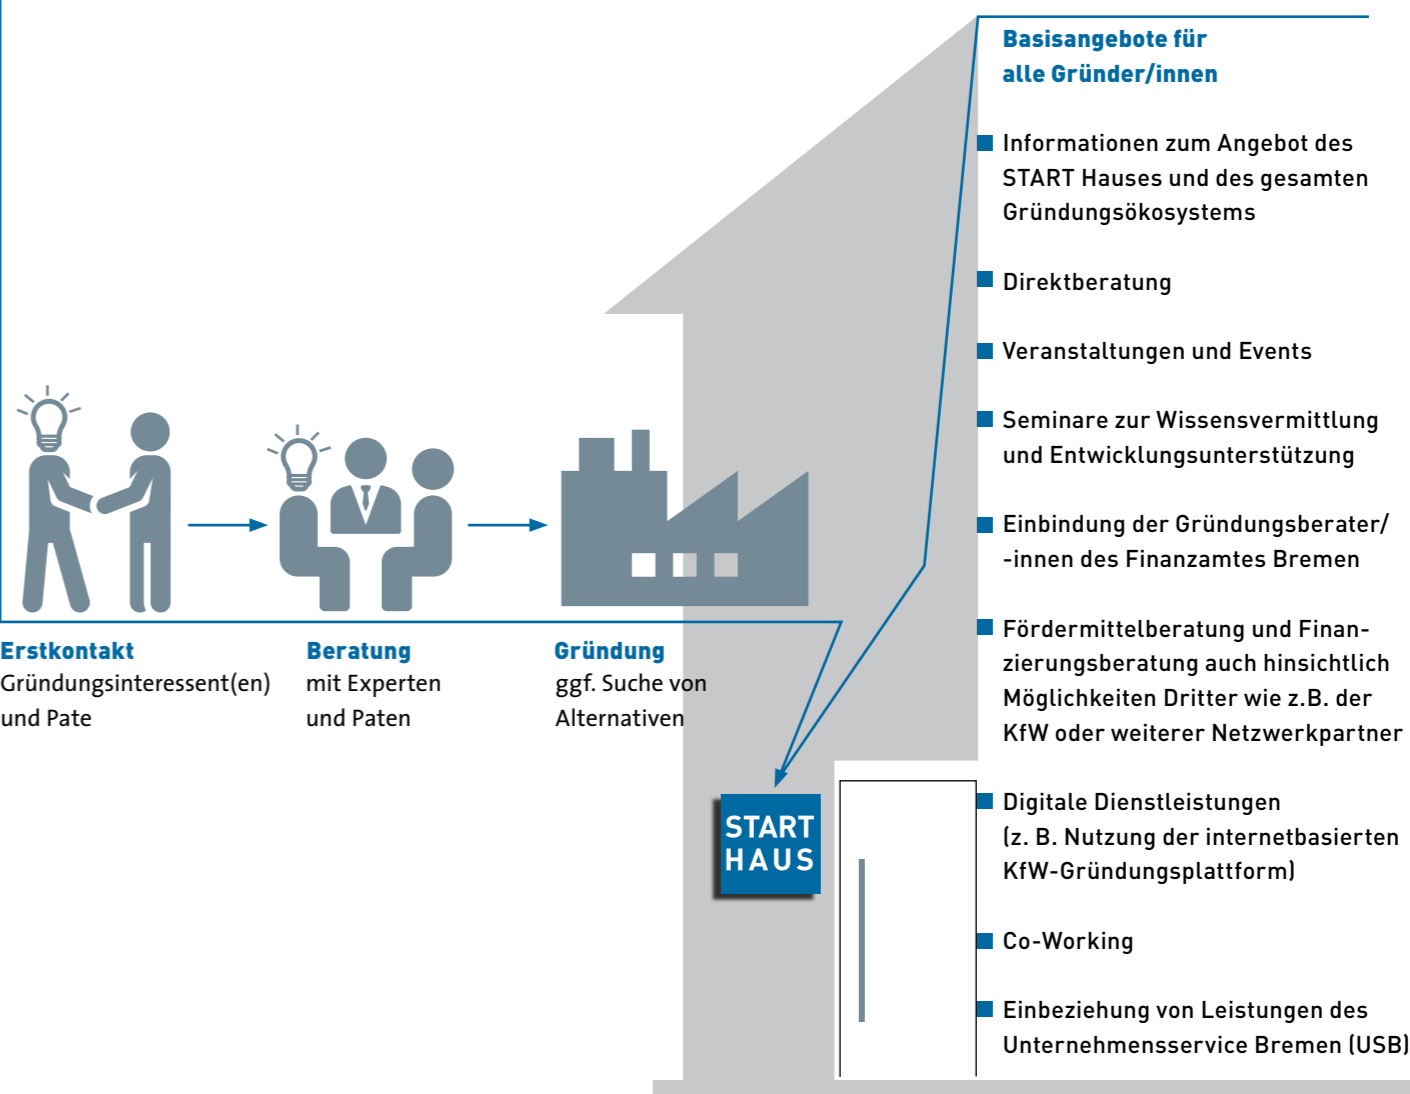 Basisangebote für
alle Gründer/innen
Informationen zum Angebot des
START Hauses und des gesamten
Gründungsökosystems
Direktberatung
Veranstaltungen und Events
Seminare zur Wissensvermittlung
und Entwicklungsunterstützung
Einbindung der Gründungsberater/
-innen des Finanzamtes Bremen
Fördermittelberatung und Finan-
zierungsberatung auch hinsichtlich
Möglichkeiten Dritter wie z.B. der
KfW oder weiterer Netzwerkpartner
Digitale Dienstleistungen
(z. B. Nutzung der internetbasierten
KfW-Gründungsplattform)
Co-Working
Einbeziehung von Leistungen des
Unternehmensservice Bremen (USB)
Erstkontakt
Gründungsinteressent(en)
und Pate
Beratung
mit Experten
und Paten
Gründung
ggf. Suche von
Alternativen
START
HAUS